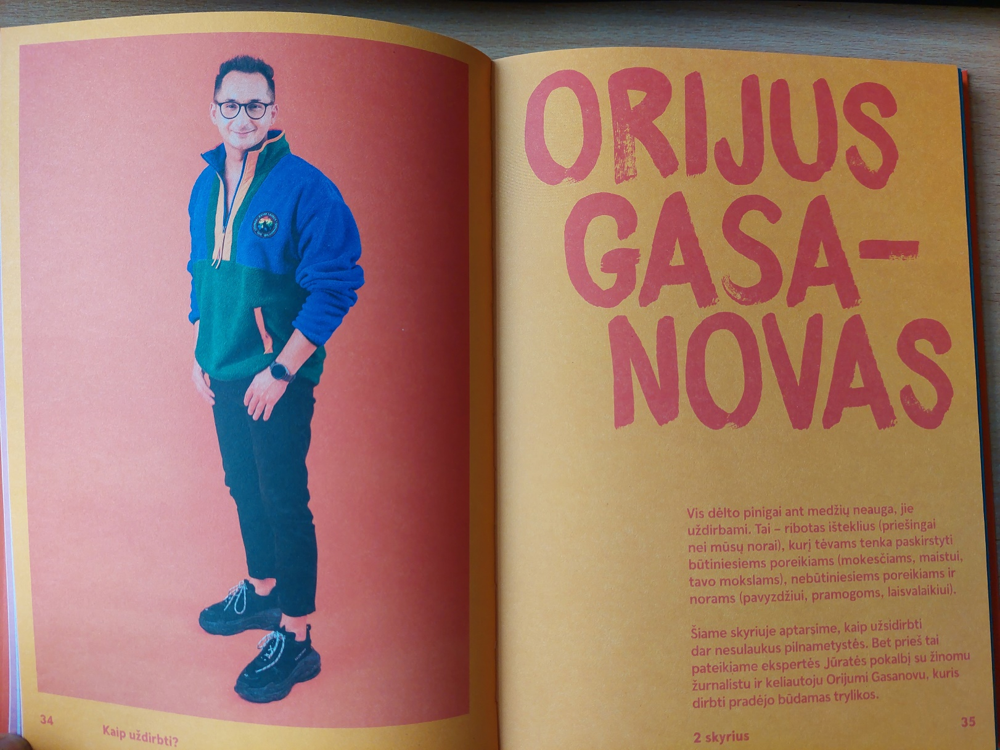 34
Kaip uždirbti?
ORIJUS
GASA–
NOVAS
Vis dėlto pinigai ant medžių neauga, jie
uždirbami. Tai – ribotas išteklius (priešingai
nei mūsų norai), kurį tėvams tenka paskirstyti
būtiniesiems poreikiams (mokesčiams, maistui,
tavo mokslams), nebūtiniesiems poreikiams ir
norams (pavyzdžiui, pramogoms, laisvalaikiui).
Šiame skyriuje aptarsime, kaip užsidirbti
dar nesulaukus pilnametystės. Bet prieš tai
pateikiame ekspertės Jūratės pokalbį su žinomu
žurnalistu ir keliautoju Orijumi Gasanovu, kuris
dirbti pradėjo būdamas trylikos.
2 skyrius
35